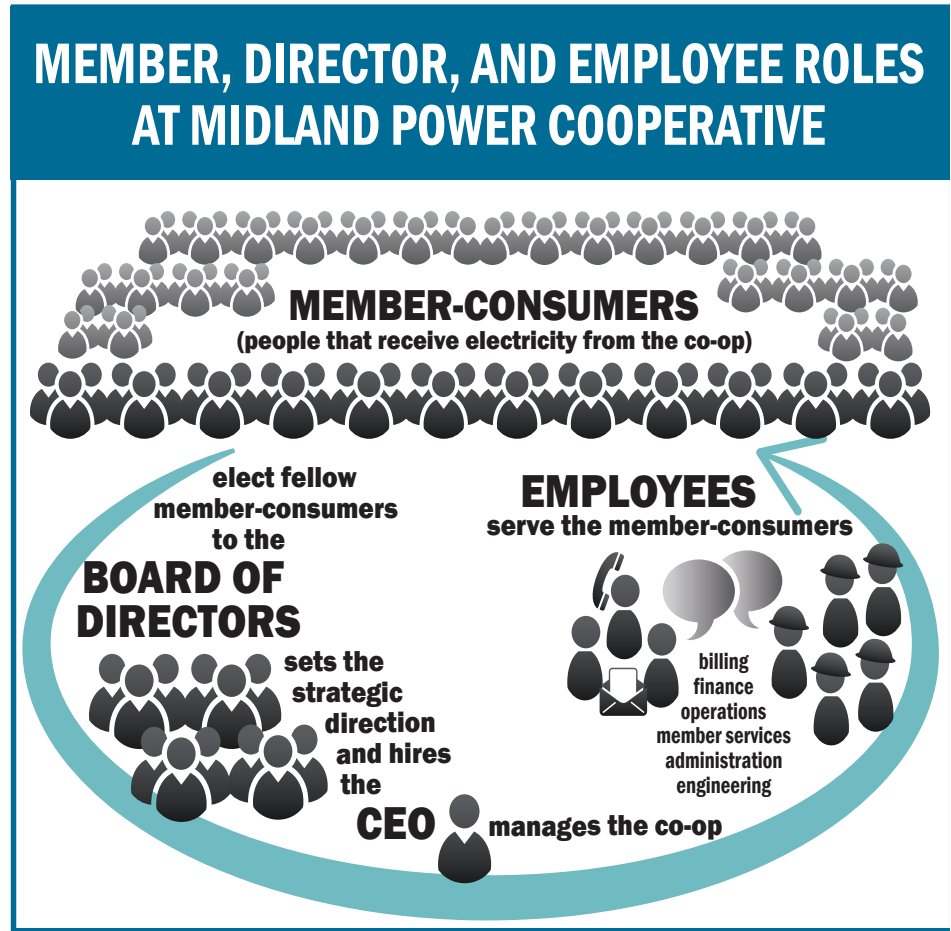 MEMBER, DIRECTOR, AND EMPLOYEE ROLES
AT MIDLAND POWER COOPERATIVE
MEMBER-CONSUMERS
(people that receive electricity from the co-op)
elect fellow
member-consumers
to the
BOARD OF
DIRECTORS
sets the
strategic
direction
and hires
the
CEO
manages the co-op
EMPLOYEES
serve the member-consumers
billing
finance
operations
member services
administration
engineering